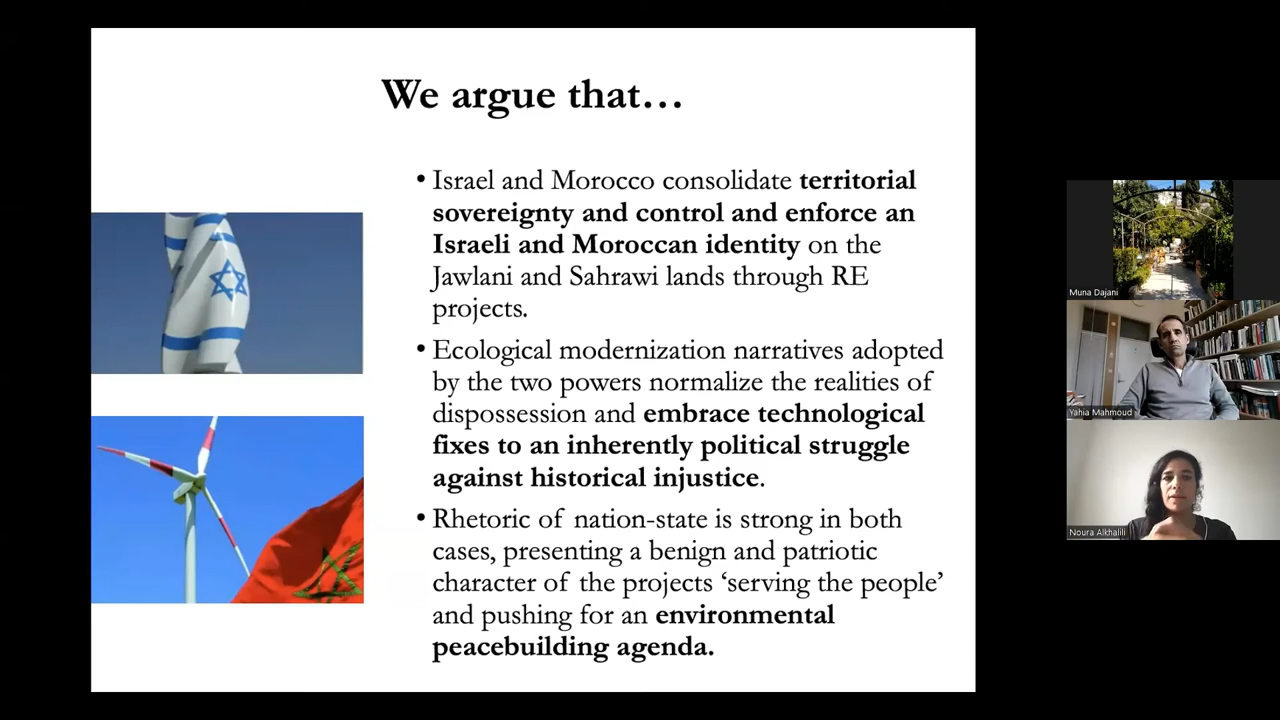 We argue that…
• Israel and Morocco consolidate territorial
sovereignty and control and enforce an
Israeli and Moroccan identity on the
Jawlani and Sahrawi lands through RE
projects.
• Ecological modernization narratives adopted
by the two powers normalize the realities of
dispossession and embrace technological
fixes to an inherently political struggle
against historical injustice.
• Rhetoric of nation-state is strong in both
cases, presenting a benign and patriotic
character of the projects ‘serving the people’
and pushing for an environmental
peacebuilding agenda.
Muna Dajani
Yahia Mahmoud
Noura Alkhalili